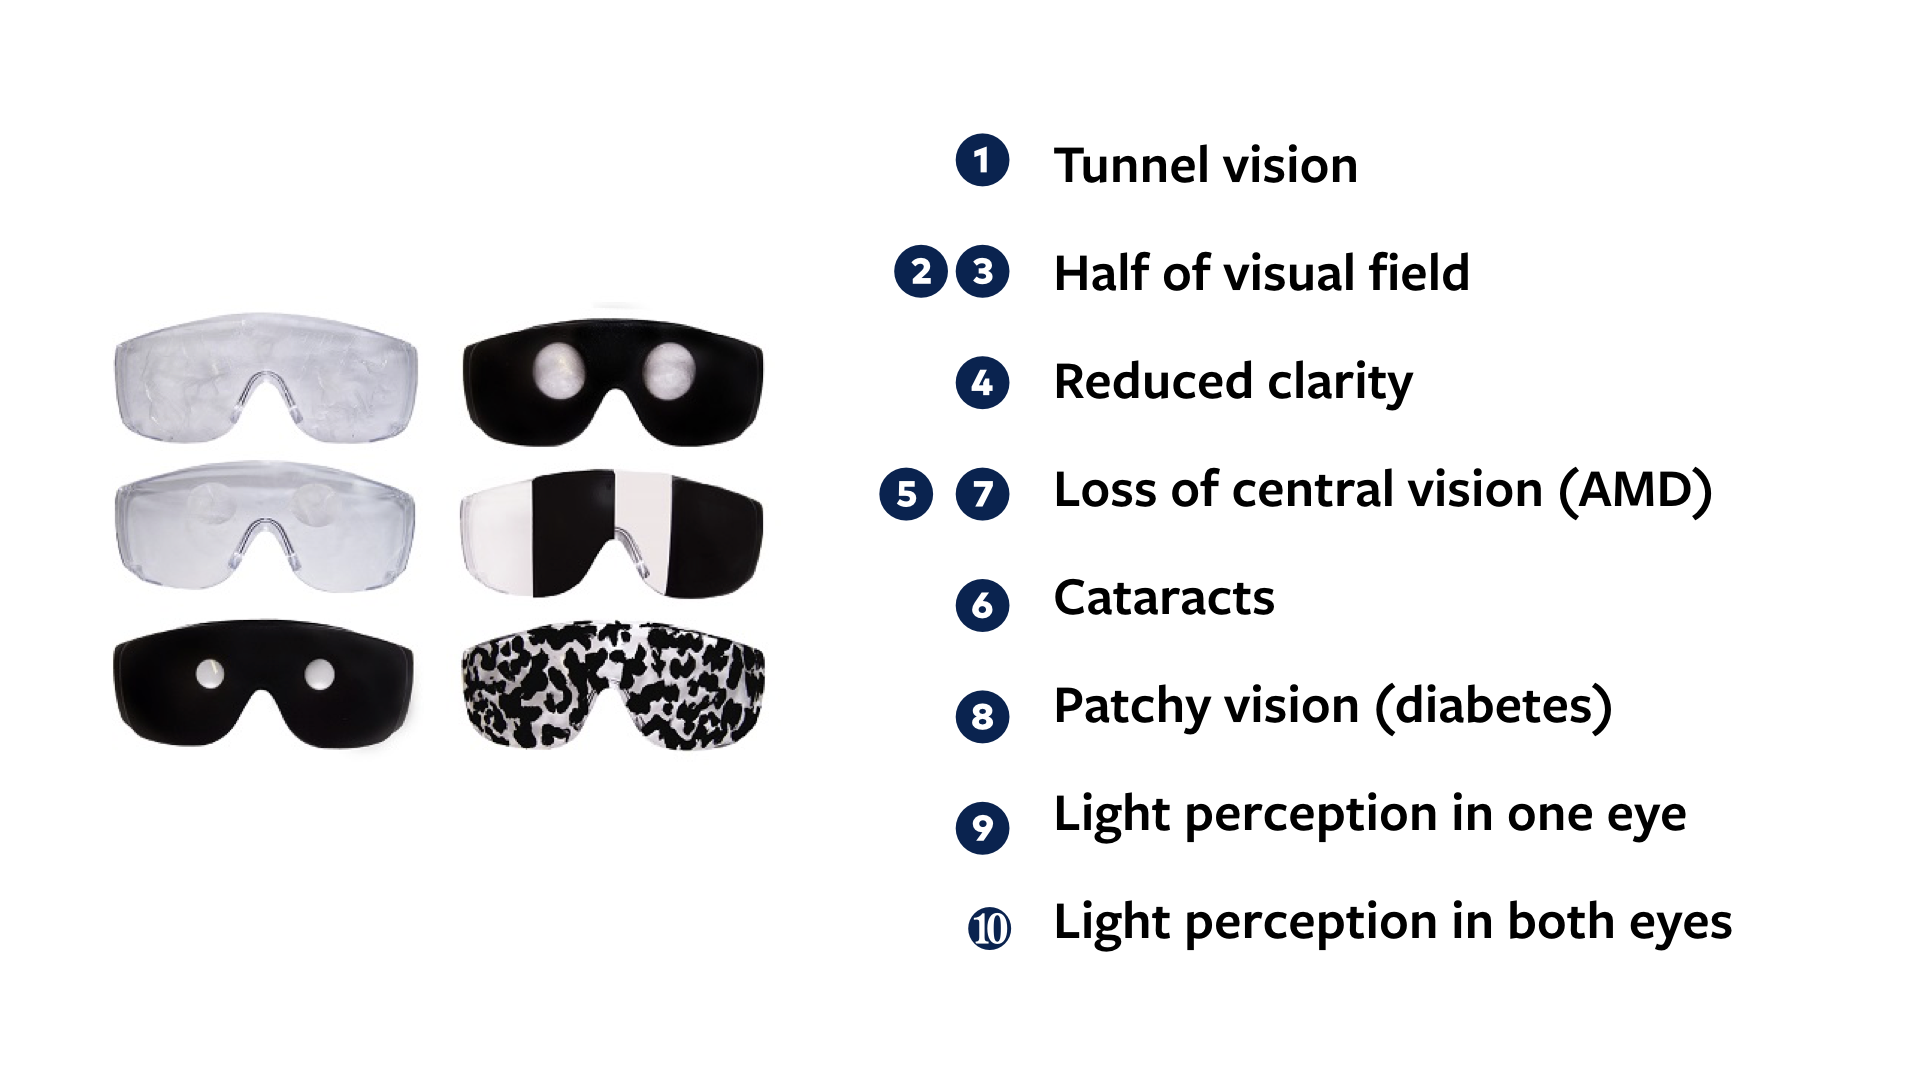 1 Tunnel vision
2 3 Half of visual field
4 Reduced clarity
5 7 Loss of central vision (AMD)
6 Cataracts
8 Patchy vision (diabetes)
9 Light perception in one eye
10 Light perception in both eyes